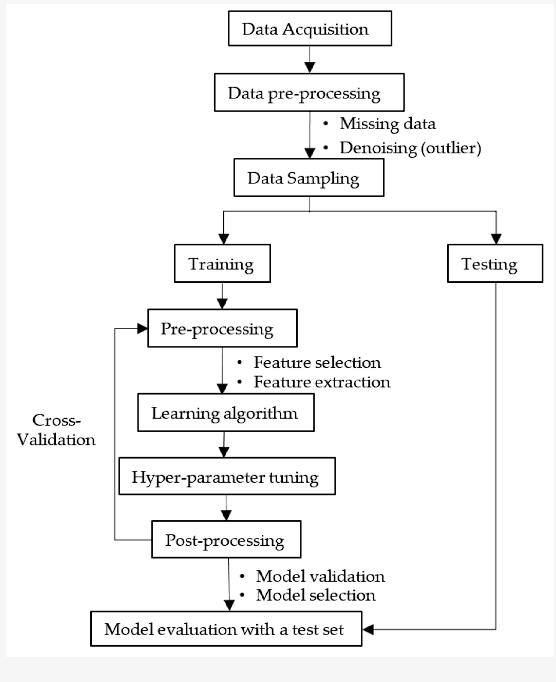 Data Acquisition
Data pre-processing
• Missing data
• Denoising (outlier)
Data Sampling
Training
Testing
Pre-processing
• Feature selection
• Feature extraction
Learning algorithm
Cross-
Validation
Hyper-parameter tuning
Post-processing
• Model validation
• Model selection
Model evaluation with a test set